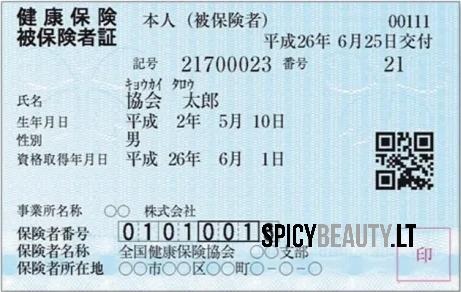 健康保険 本人（被保険者） 00111
被保険者証 平成26年 6月25日交付
記号 21700023 番号 21
ｷｮｳｶｲ ﾀﾛｳ
氏名 協会 太郎
生年月日 平成 2年 5月 10日
性別 男
資格取得年月日 平成 26年 6月 1日
事業所名称 ○○ 株式会社
保険者番号 0101001
SPICYBEAUTY.LT
保険者名称 全国健康保険協会 ○○支部
保険者所在地 ○○市○○区○○町○-○-○
印